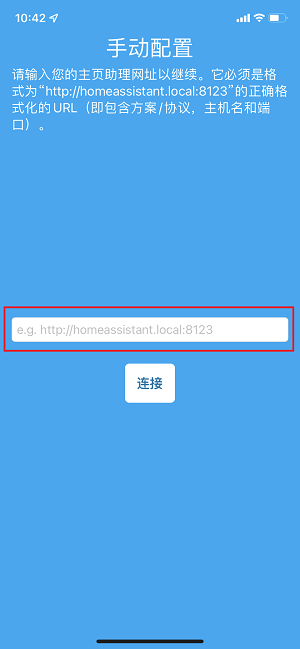 10:42
手动配置
请输入您的主页助理网址以继续。它必须是格
式为“http://homeassistant.local:8123”的正确格
式化的URL（即包含方案/协议，主机名和端
口）。
e.g. http://homeassistant.local:8123
连接